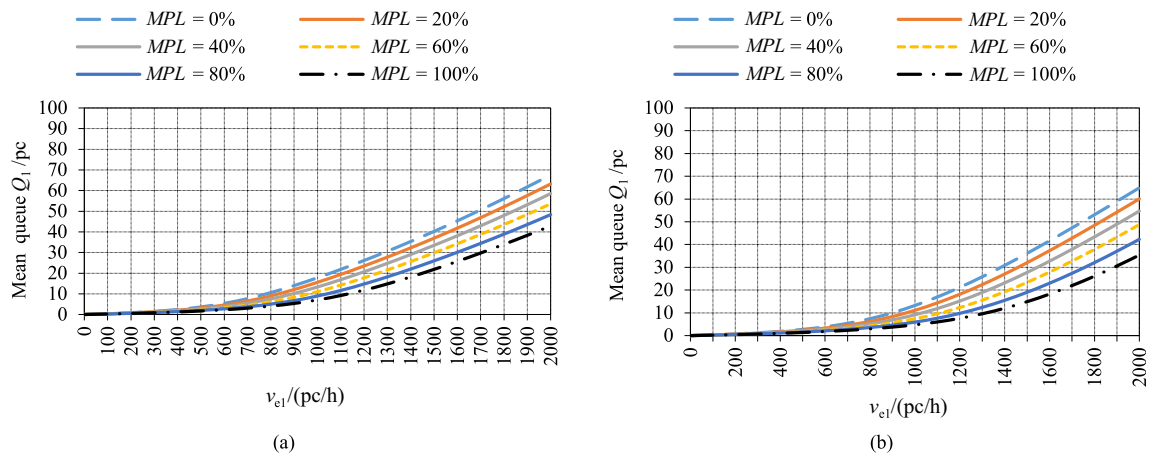 MPL = 0% MPL = 20%
MPL = 40% MPL = 60%
MPL = 80% MPL = 100%
Mean queue Q1 /pc
100
90
80
70
60
50
40
30
20
10
0
0 100 200 300 400 500 600 700 800 900 1000 1100 1200 1300 1400 1500 1600 1700 1800 1900 2000
ve1/(pc/h)
(a)
MPL = 0% MPL = 20%
MPL = 40% MPL = 60%
MPL = 80% MPL = 100%
Mean queue Q1 /pc
100
90
80
70
60
50
40
30
20
10
0
0 200 400 600 800 1000 1200 1400 1600 1800 2000
ve1/(pc/h)
(b)